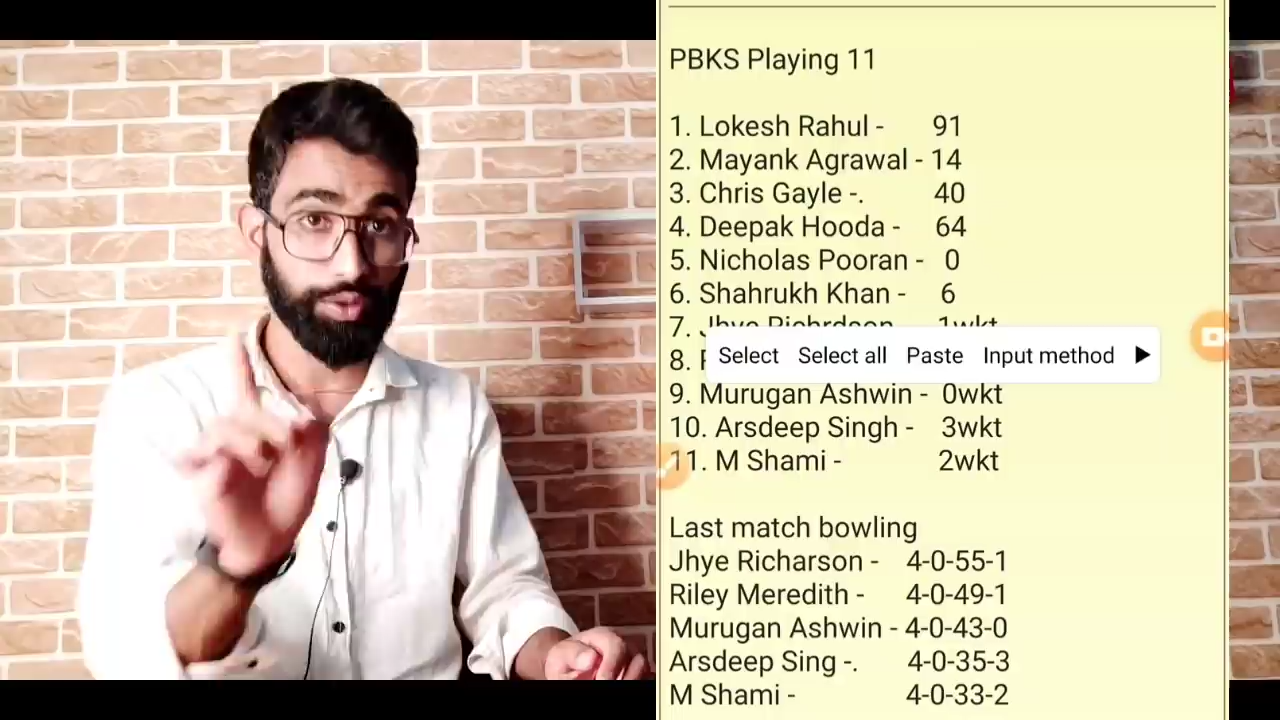 PBKS Playing 11
1. Lokesh Rahul - 91
2. Mayank Agrawal - 14
3. Chris Gayle -. 40
4. Deepak Hooda - 64
5. Nicholas Pooran - 0
6. Shahrukh Khan - 6
7. Jhye Richrdson 1wkt
Select Select all Paste Input method
8.
9. Murugan Ashwin - 0wkt
10. Arsdeep Singh - 3wkt
11. M Shami - 2wkt
Last match bowling
Jhye Richarson - 4-0-55-1
Riley Meredith - 4-0-49-1
Murugan Ashwin - 4-0-43-0
Arsdeep Sing -. 4-0-35-3
M Shami - 4-0-33-2